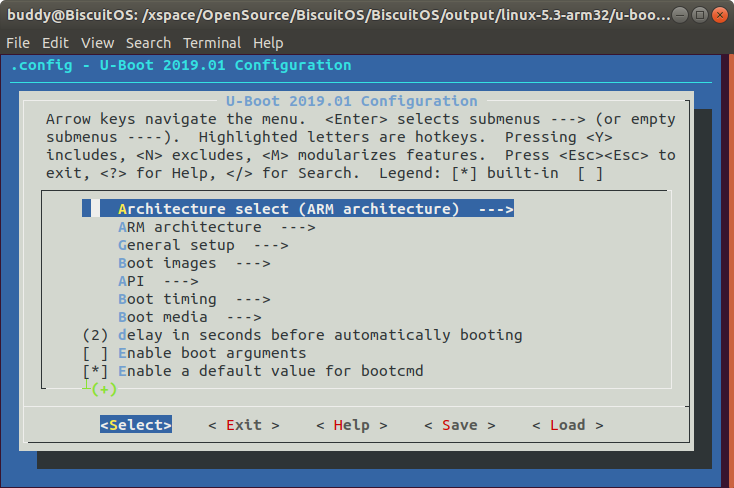 buddy@BiscuitOS: /xspace/OpenSource/BiscuitOS/BiscuitOS/output/linux-5.3-arm32/u-boo...
File Edit View Search Terminal Help
.config - U-Boot 2019.01 Configuration
U-Boot 2019.01 Configuration
Arrow keys navigate the menu.  <Enter> selects submenus ---> (or empty
submenus ----).  Highlighted letters are hotkeys.  Pressing <Y>
includes, <N> excludes, <M> modularizes features.  Press <Esc><Esc> to
exit, <?> for Help, </> for Search.  Legend: [*] built-in  [ ]
Architecture select (ARM architecture)  --->
ARM architecture  --->
General setup  --->
Boot images  --->
API  --->
Boot timing  --->
Boot media  --->
(2) delay in seconds before automatically booting
[ ] Enable boot arguments
[*] Enable a default value for bootcmd
(+)
<Select>    < Exit >    < Help >    < Save >    < Load >